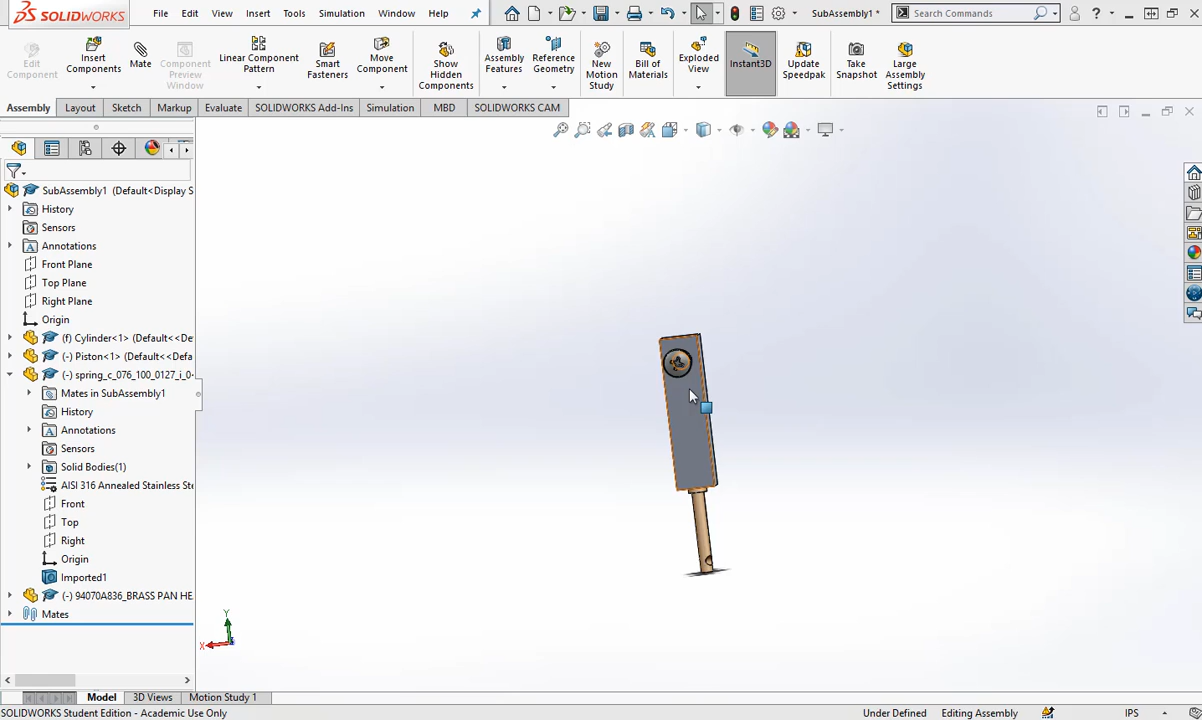 SOLIDWORKS File Edit View Insert Tools Simulation Window Help SubAssembly1 * Search Commands ?
Edit Component
Insert Components
Mate
Component Preview Window
Linear Component Pattern
Smart Fasteners
Move Component
Show Hidden Components
Assembly Features
Reference Geometry
New Motion Study
Bill of Materials
Exploded View
Instant3D
Update Speedpak
Take Snapshot
Large Assembly Settings
Assembly Layout Sketch Markup Evaluate SOLIDWORKS Add-Ins Simulation MBD SOLIDWORKS CAM
SubAssembly1 (Default<Display S
History
Sensors
Annotations
Front Plane
Top Plane
Right Plane
Origin
(f) Cylinder<1> (Default<<De
(-) Piston<1> (Default<<Defa
(-) spring_c_076_100_0127_i_0
Mates in SubAssembly1
History
Annotations
Sensors
Solid Bodies(1)
AISI 316 Annealed Stainless Ste
Front
Top
Right
Origin
Imported1
(-) 94070A836_BRASS PAN HE
Mates
Y
X
Model 3D Views Motion Study 1
SOLIDWORKS Student Edition - Academic Use Only Under Defined Editing Assembly IPS